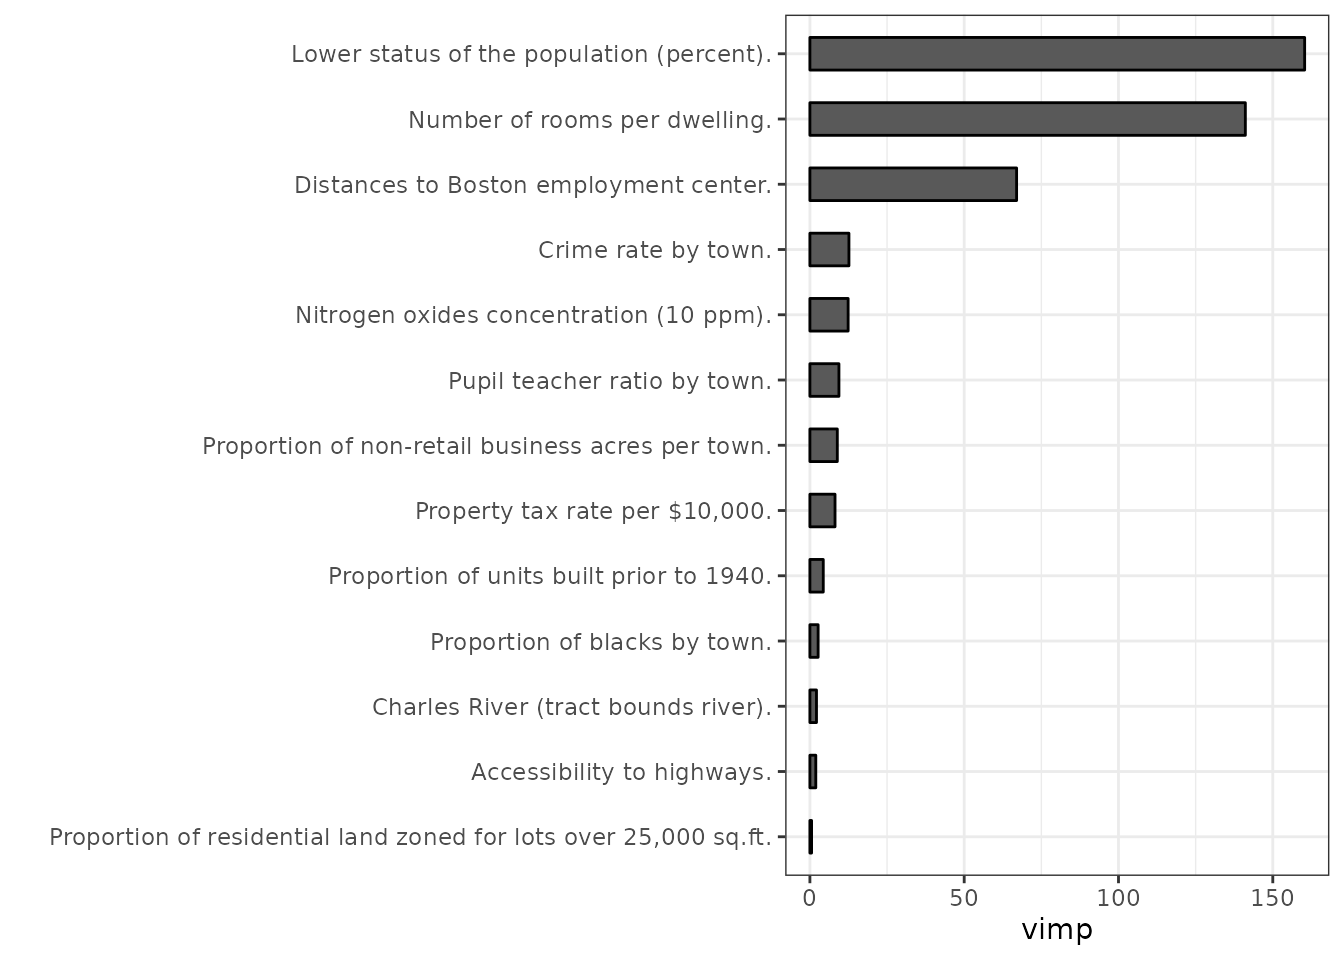 Lower status of the population (percent).
Number of rooms per dwelling.
Distances to Boston employment center.
Crime rate by town.
Nitrogen oxides concentration (10 ppm).
Pupil teacher ratio by town.
Proportion of non-retail business acres per town.
Property tax rate per $10,000.
Proportion of units built prior to 1940.
Proportion of blacks by town.
Charles River (tract bounds river).
Accessibility to highways.
Proportion of residential land zoned for lots over 25,000 sq.ft.
0 50 100 150
vimp